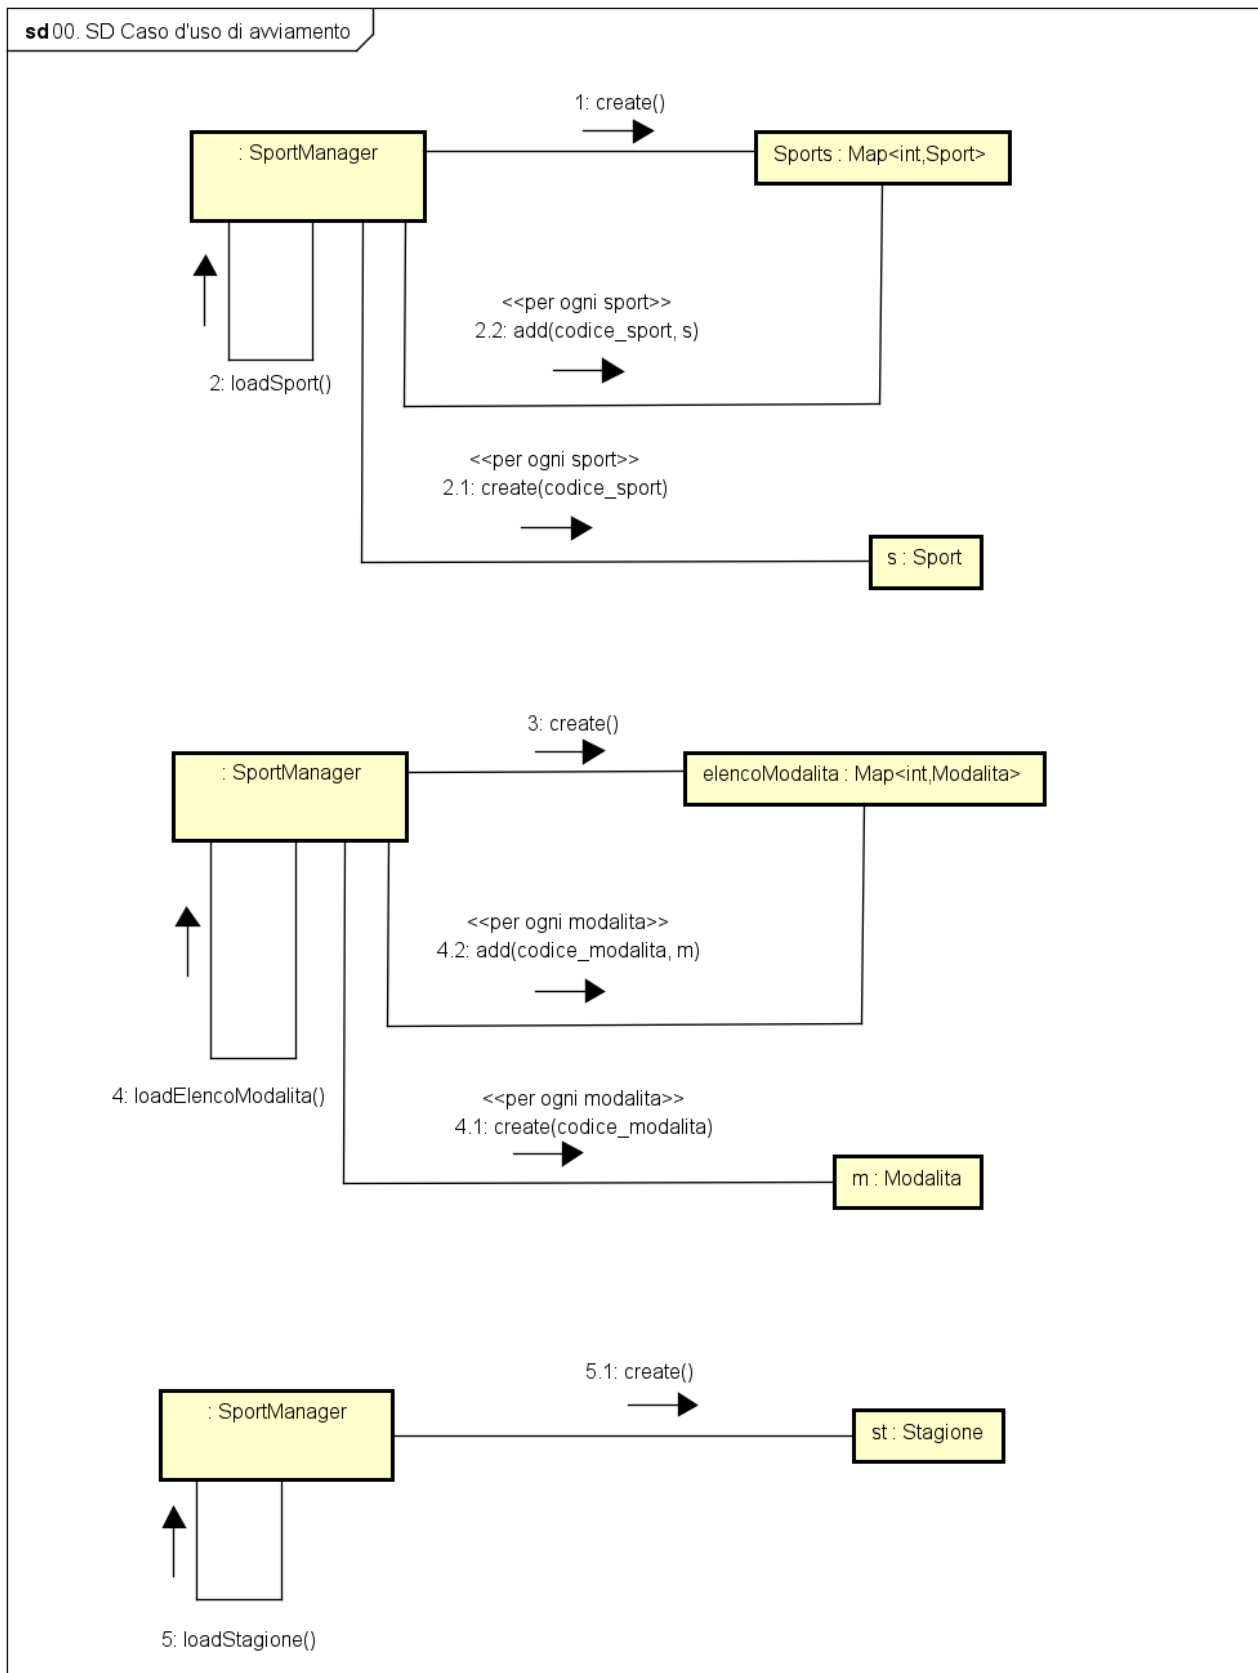 sd 00. SD Caso d'uso di avviamento
1: create()
: SportManager
Sports : Map<int,Sport>
<<per ogni sport>>
2.2: add(codice_sport, s)
2: loadSport()
<<per ogni sport>>
2.1: create(codice_sport)
s : Sport
3: create()
: SportManager
elencoModalita : Map<int,Modalita>
<<per ogni modalita>>
4.2: add(codice_modalita, m)
4: loadElencoModalita()
<<per ogni modalita>>
4.1: create(codice_modalita)
m : Modalita
5.1: create()
: SportManager
st : Stagione
5: loadStagione()